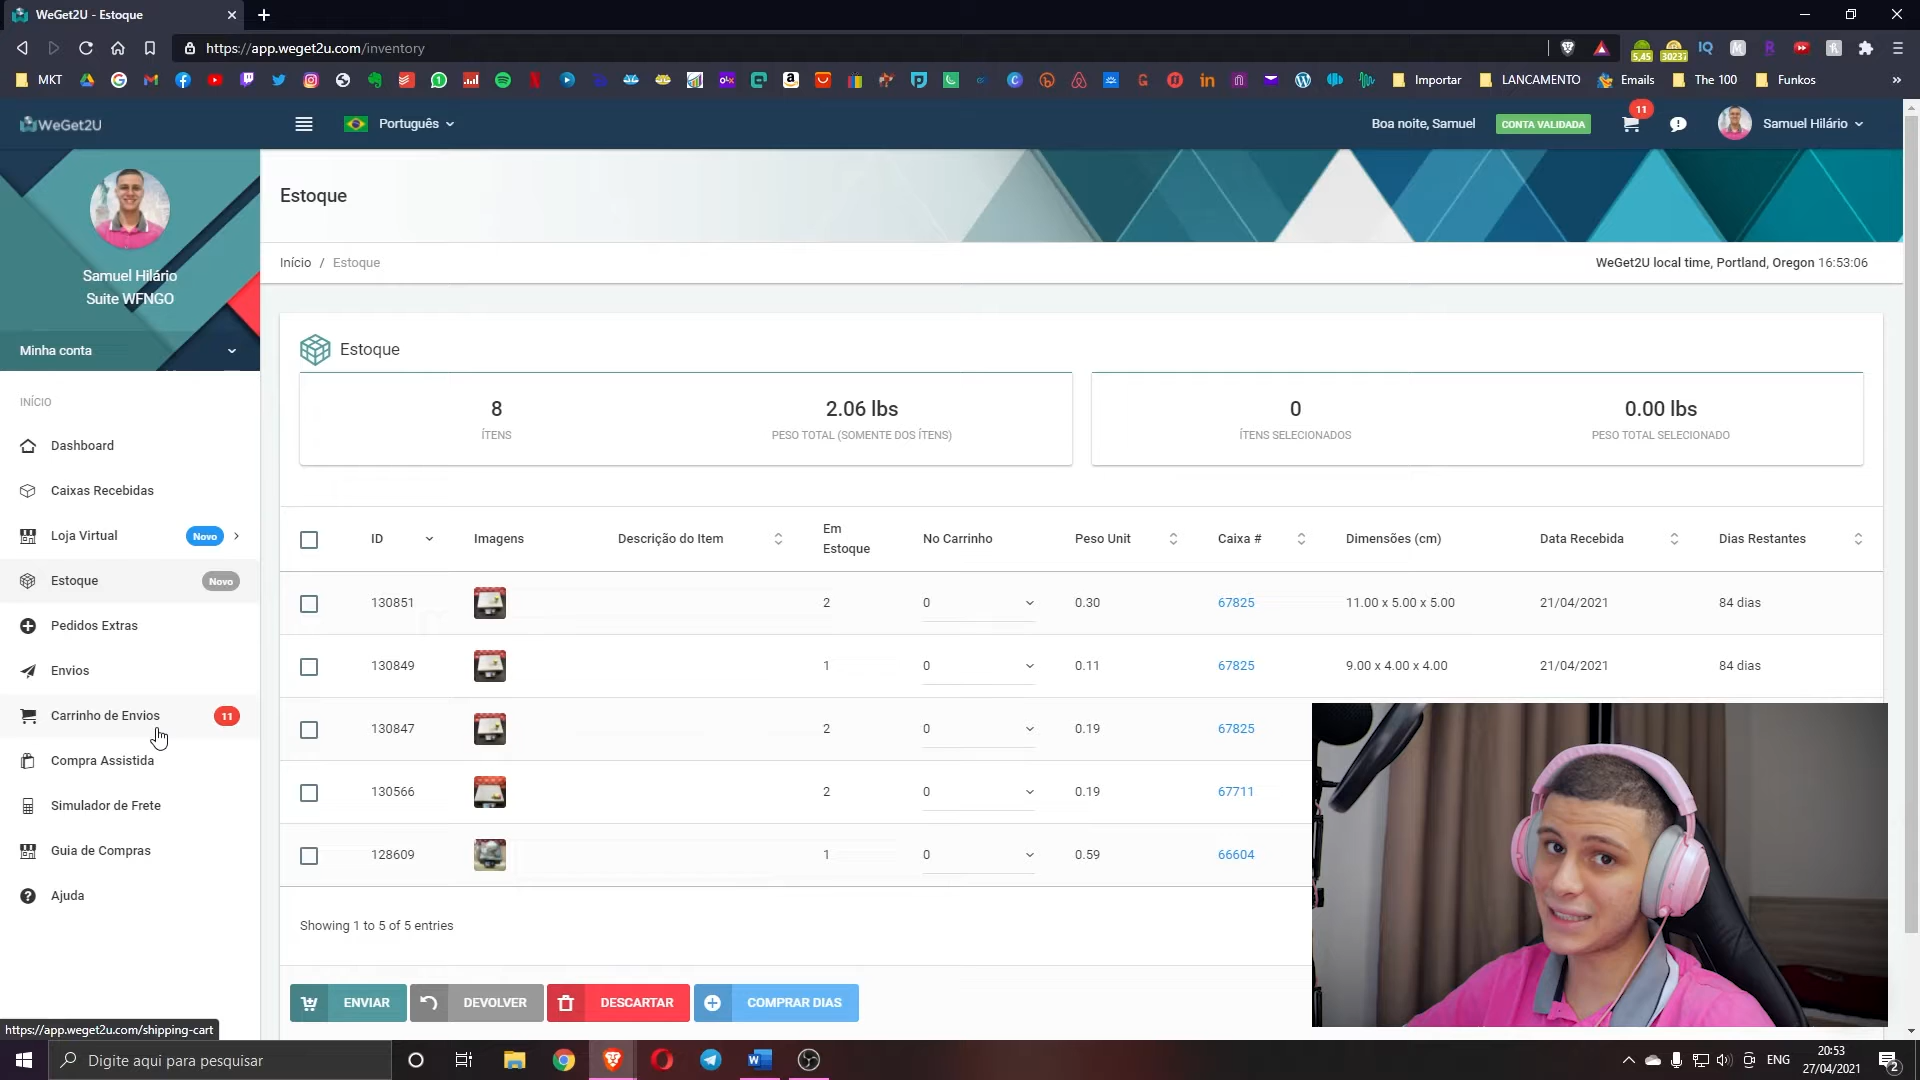 WeGet2U - Estoque
https://app.weget2u.com/inventory
5,45
30237
IQ
MKT
Importar
LANCAMENTO
Emails
The 100
Funkos
WeGet2U
Português
Boa noite, Samuel
CONTA VALIDADA
11
Samuel Hilário
Samuel Hilário
Suite WFNGO
Minha conta
INÍCIO
Dashboard
Caixas Recebidas
Loja Virtual
Novo
Estoque
Novo
Pedidos Extras
Envios
Carrinho de Envios
11
Compra Assistida
Simulador de Frete
Guia de Compras
Ajuda
Estoque
Início / Estoque
WeGet2U local time, Portland, Oregon 16:53:06
Estoque
8
ÍTENS
2.06 lbs
PESO TOTAL (SOMENTE DOS ÍTENS)
0
ÍTENS SELECIONADOS
0.00 lbs
PESO TOTAL SELECIONADO
ID Imagens Descrição do Item Em Estoque No Carrinho Peso Unit Caixa # Dimensões (cm) Data Recebida Dias Restantes
130851 2 0 0.30 67825 11.00 x 5.00 x 5.00 21/04/2021 84 dias
130849 1 0 0.11 67825 9.00 x 4.00 x 4.00 21/04/2021 84 dias
130847 2 0 0.19 67825
130566 2 0 0.19 67711
128609 1 0 0.59 66604
Showing 1 to 5 of 5 entries
ENVIAR
DEVOLVER
DESCARTAR
COMPRAR DIAS
https://app.weget2u.com/shipping-cart
Digite aqui para pesquisar
ENG
20:53
27/04/2021
2